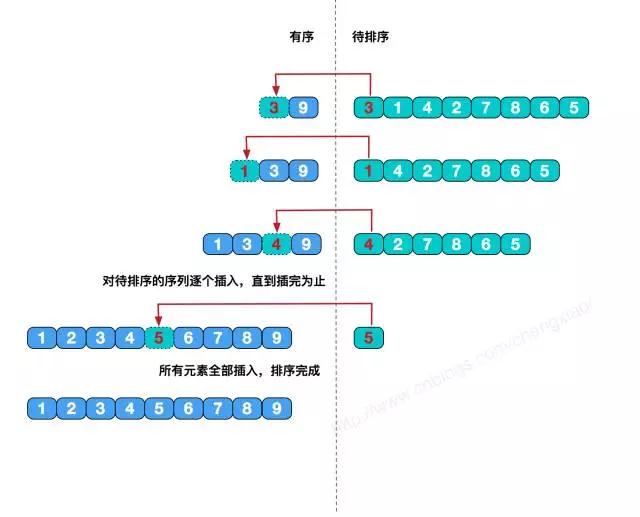 有序 待排序
3 9 3 1 4 2 7 8 6 5
1 3 9 1 4 2 7 8 6 5
1 3 4 9 4 2 7 8 6 5
对待排序的序列逐个插入，直到插完为止
1 2 3 4 5 6 7 8 9 5
所有元素全部插入，排序完成
1 2 3 4 5 6 7 8 9
http://www.cnblogs.com/chengxiao/